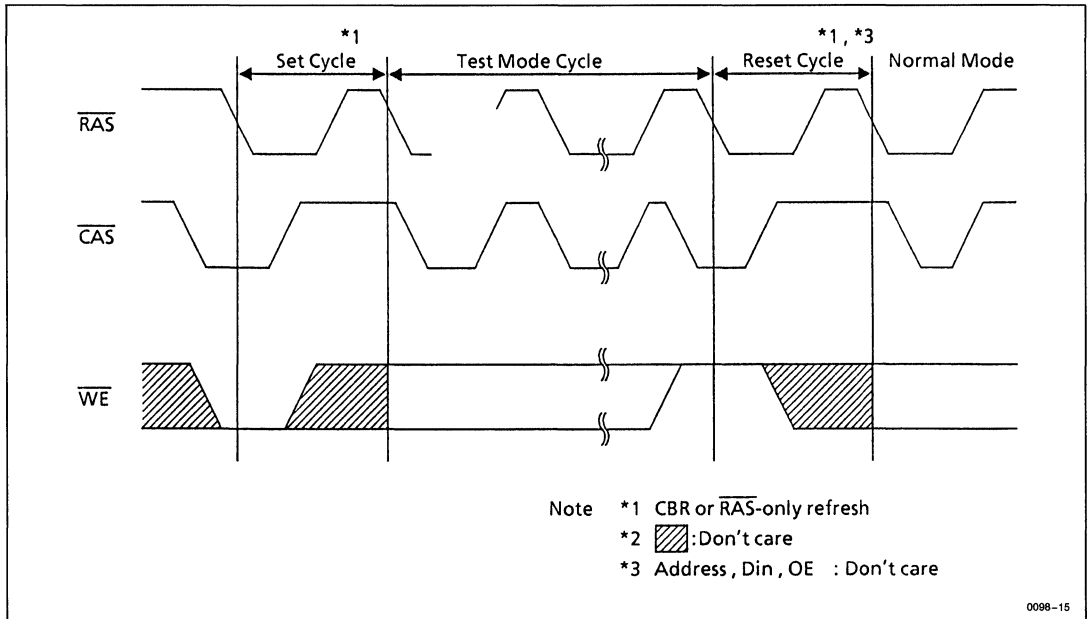 *1
*1 , *3
Set Cycle
Test Mode Cycle
Reset Cycle
Normal Mode
RAS
CAS
WE
Note *1 CBR or RAS-only refresh
*2 :Don't care
*3 Address , Din , OE : Don't care
0098-15